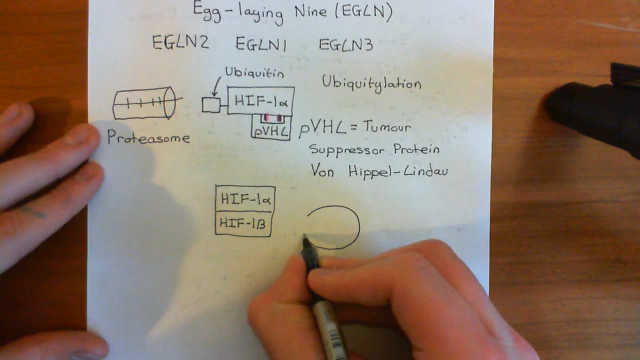 Egg-laying Nine (EGLN)
EGLN2 EGLN1 EGLN3
Ubiquitin
Ubiquitylation
HIF-1α
pVHL
Proteasome
pVHL = Tumour
Suppressor Protein
Von Hippel-Lindau
HIF-1α
HIF-1β